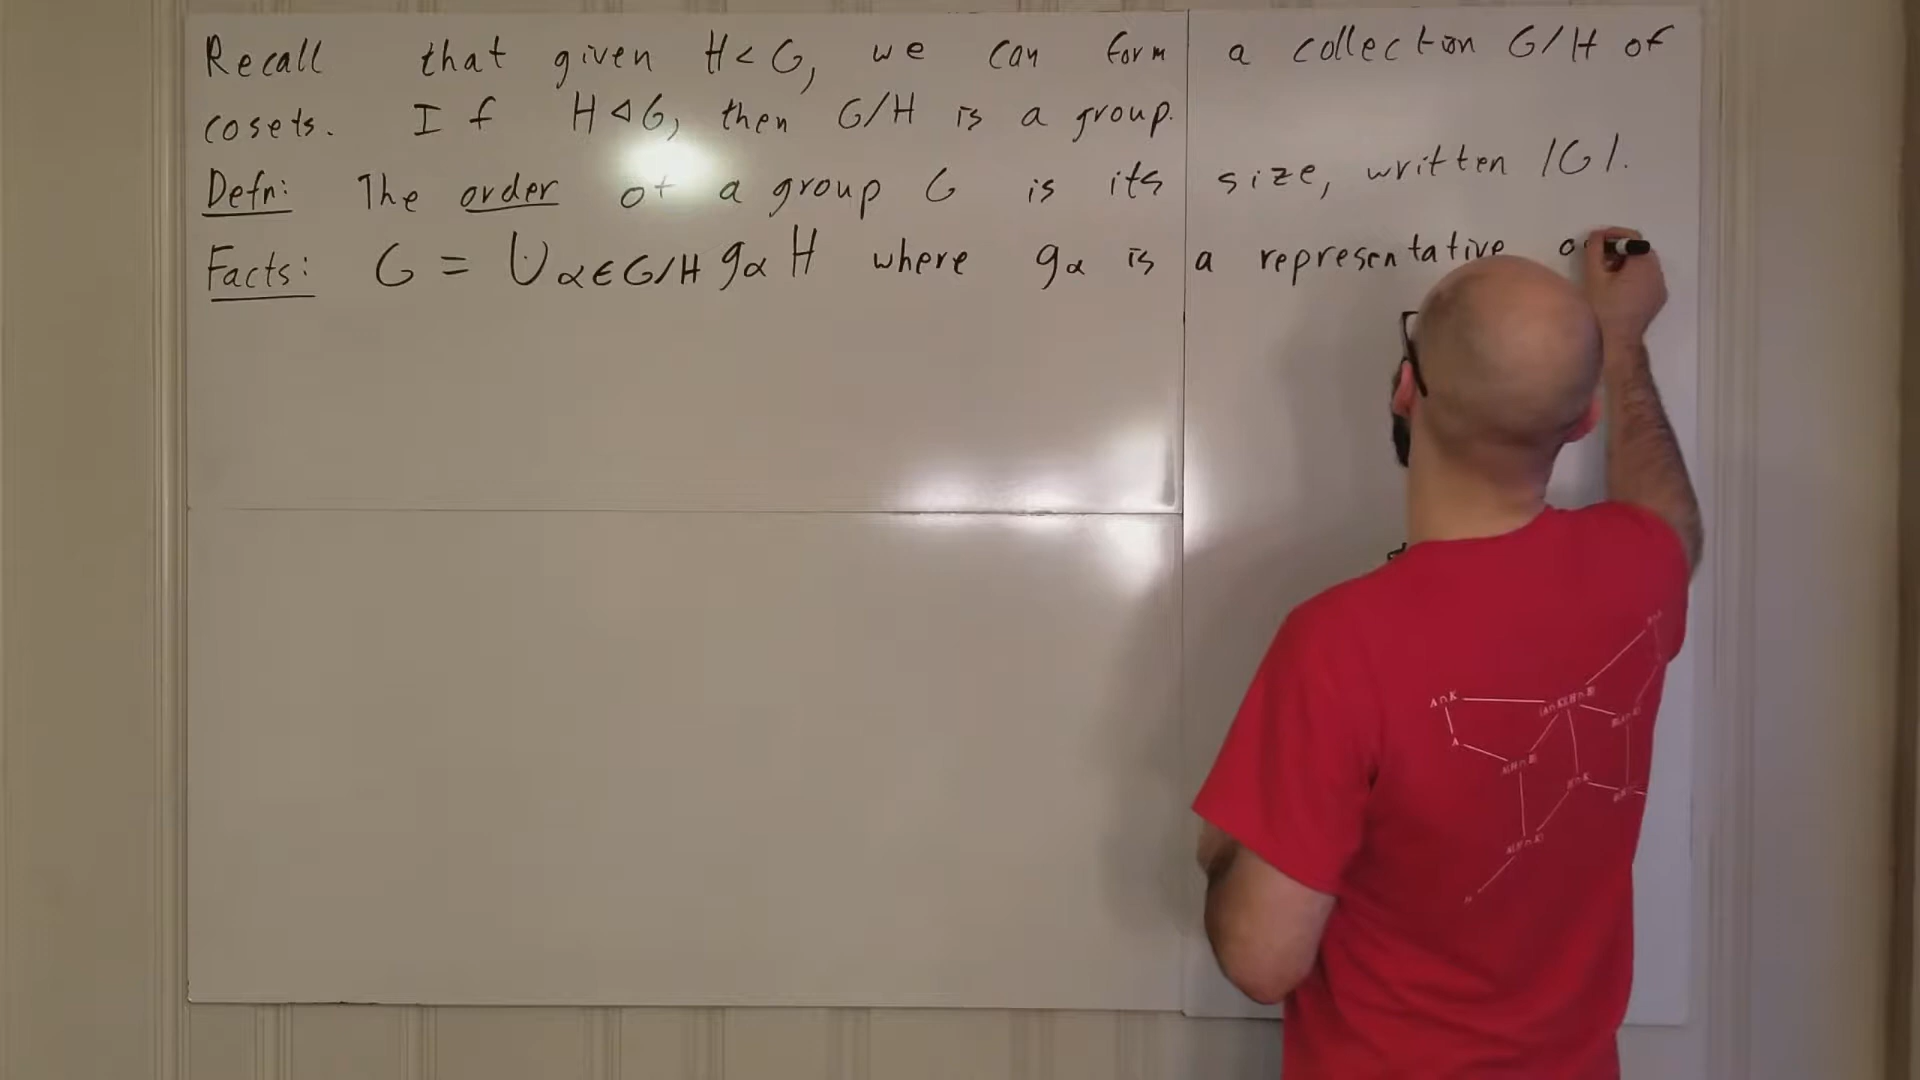 Recall that given H < G, we can form a collection G/H of
cosets. If H ◁ G, then G/H is a group.
Defn: The order of a group G is its size, written |G|.
Facts: G = ∪α∈G/H gα H where gα is a representative
A∩K
A